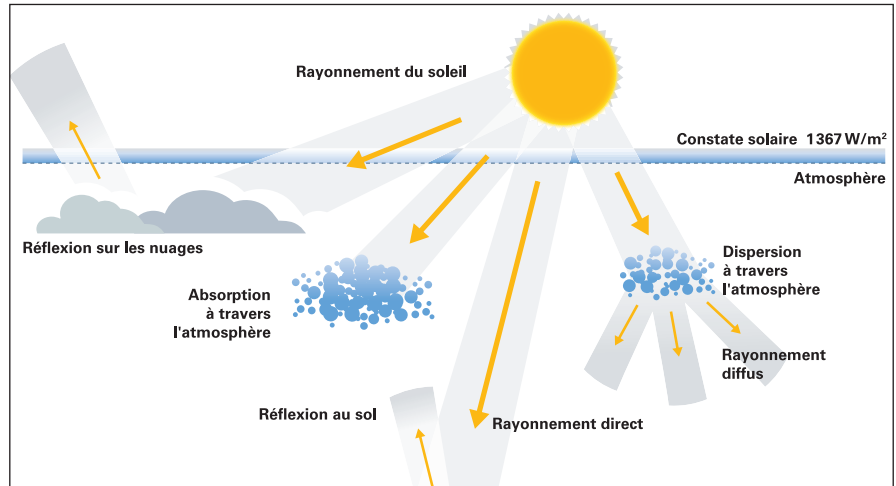 Rayonnement du soleil
Constate solaire 1367 W/m²
Atmosphère
Réflexion sur les nuages
Dispersion
à travers
l'atmosphère
Absorption
à travers
l'atmosphère
Rayonnement
diffus
Réflexion au sol
Rayonnement direct